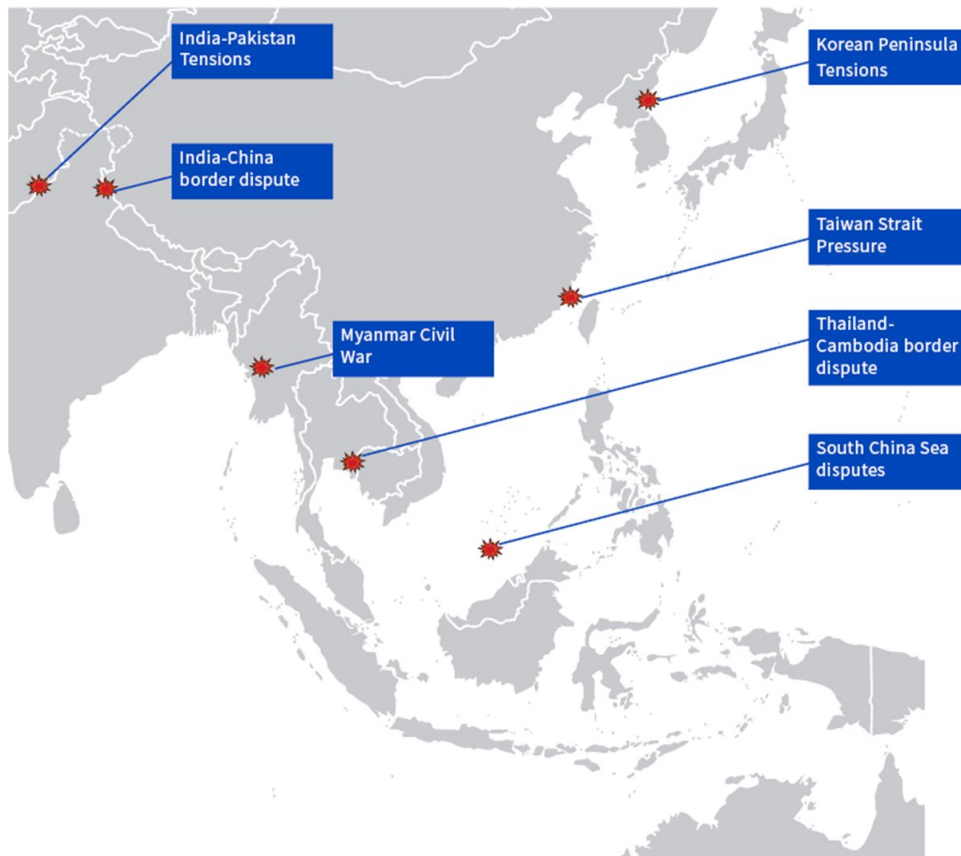 India-Pakistan
Tensions
Korean Peninsula
Tensions
India-China
border dispute
Taiwan Strait
Pressure
Myanmar Civil
War
Thailand-
Cambodia border
dispute
South China Sea
disputes